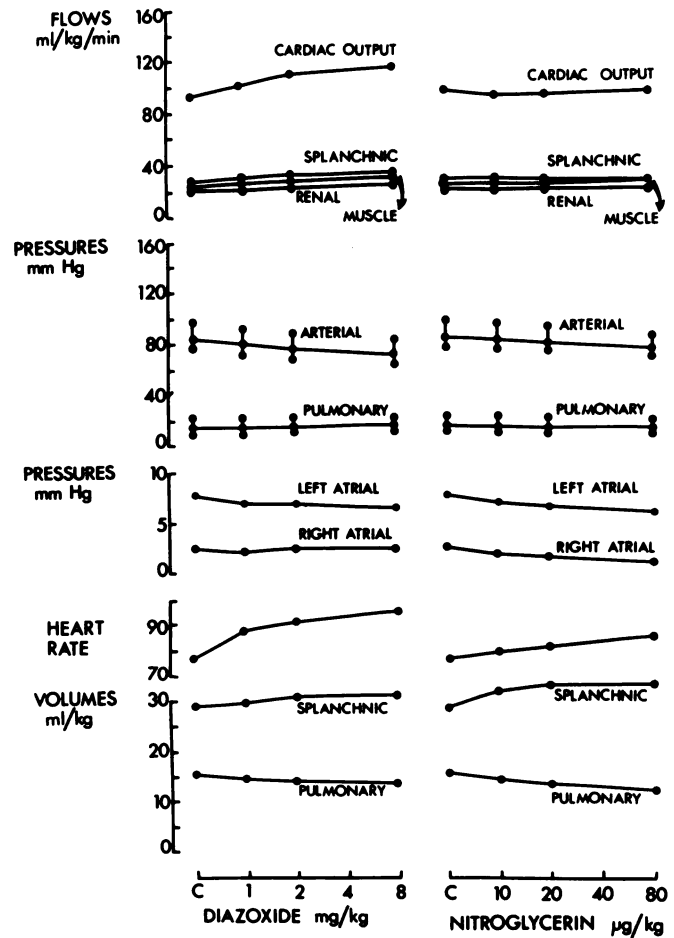 FLOWS
ml/kg/min
160
120
80
40
0
CARDIAC OUTPUT
SPLANCHNIC
RENAL
MUSCLE
CARDIAC OUTPUT
SPLANCHNIC
RENAL
MUSCLE
PRESSURES
mm Hg
160
120
80
40
0
ARTERIAL
PULMONARY
ARTERIAL
PULMONARY
PRESSURES
mm Hg
10
5
0
LEFT ATRIAL
RIGHT ATRIAL
LEFT ATRIAL
RIGHT ATRIAL
HEART
RATE
90
70
VOLUMES
ml/kg
30
20
10
0
SPLANCHNIC
PULMONARY
SPLANCHNIC
PULMONARY
C 1 2 4 8
DIAZOXIDE mg/kg
C 10 20 40 80
NITROGLYCERIN μg/kg